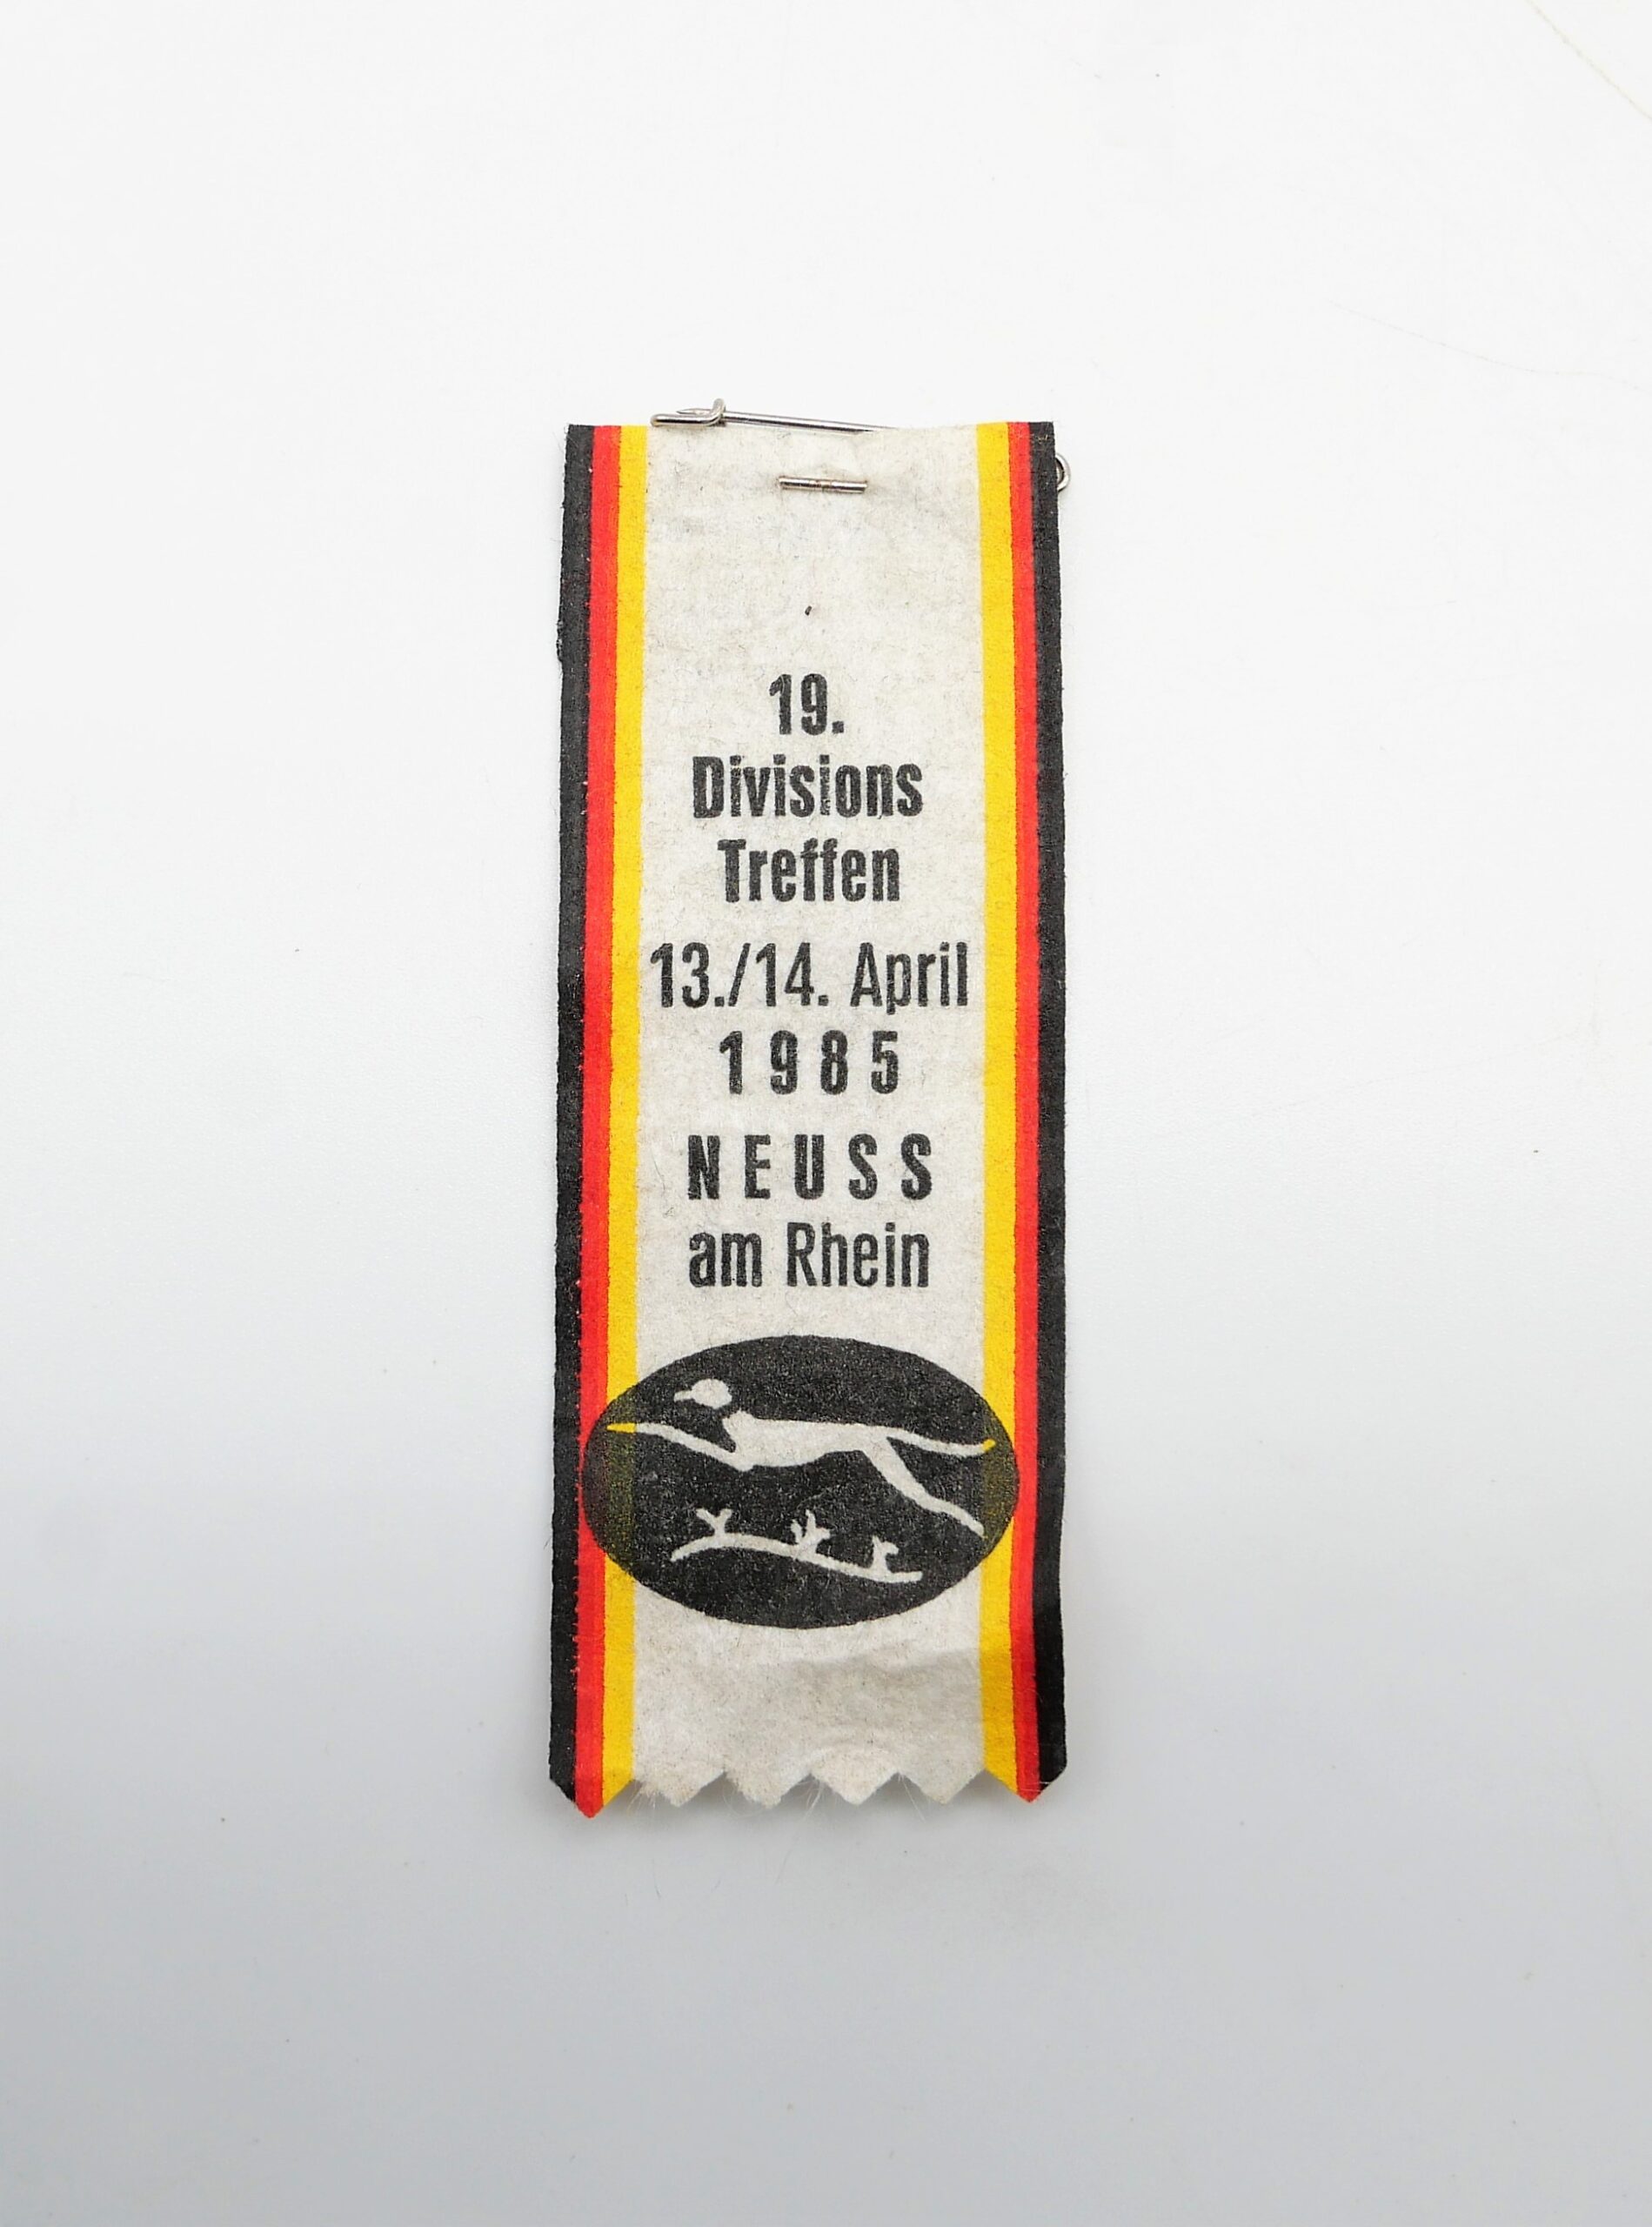 19.
Divisions
Treffen
13./14. April
1985
NEUSS
am Rhein